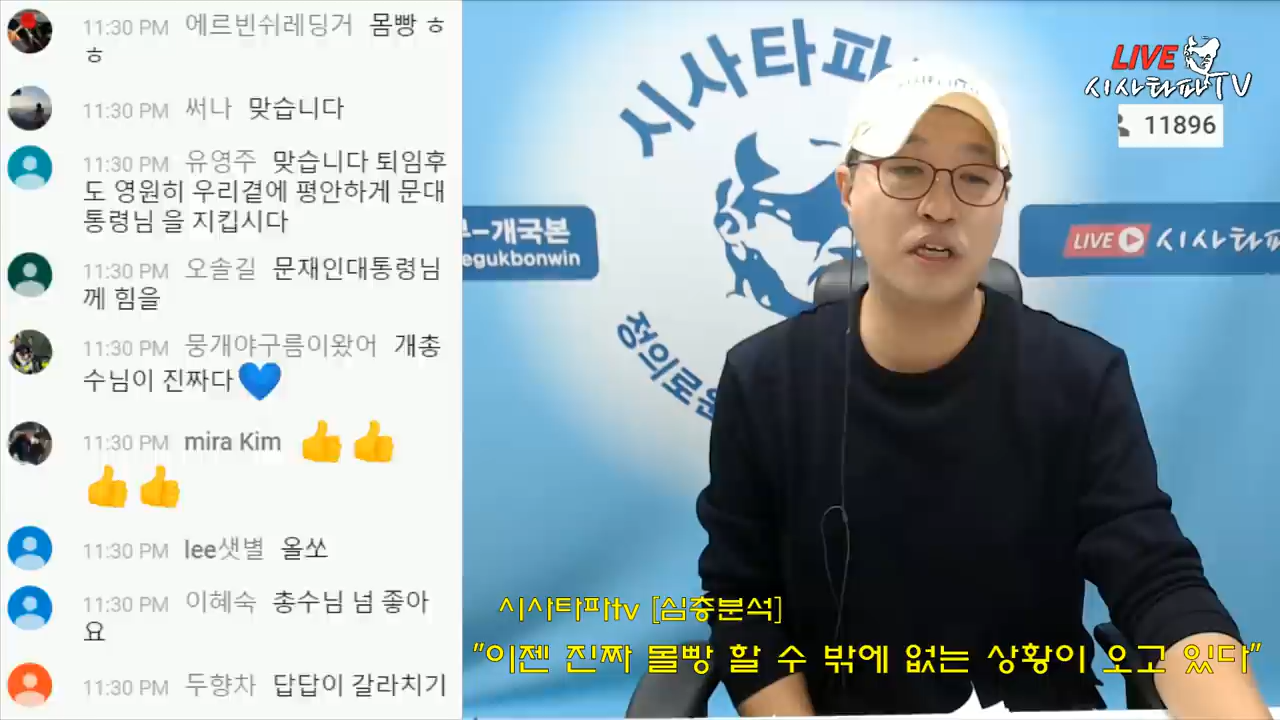 11:30 PM 에르빈쉬레딩거 몸빵 ㅎ
ㅎ
11:30 PM 써나 맞습니다
11:30 PM 유영주 맞습니다 퇴임후
도 영원히 우리곁에 평안하게 문대
통령님 을 지킵시다
11:30 PM 오솔길 문재인대통령님
께 힘을
11:30 PM 뭉개야구름이왔어 개총
수님이 진짜다💙
11:30 PM mira Kim 👍👍
👍👍
11:30 PM lee샛별 올쏘
11:30 PM 이혜숙 총수님 넘 좋아
요
11:30 PM 두향차 답답이 갈라치기
시사타파
LIVE
시사타파TV
11896
-개국본
egukbonwin
LIVE 시사타파
정의로운
시사타파tv [심층분석]
"이젠 진짜 몰빵 할 수 밖에 없는 상황이 오고 있다"